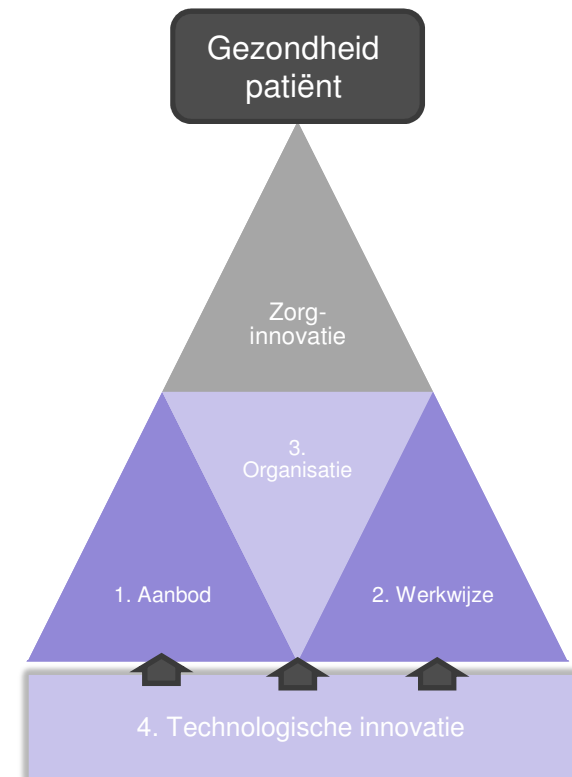 Gezondheid
patiënt
Zorg-
innovatie
3.
Organisatie
1. Aanbod
2. Werkwijze
4. Technologische innovatie